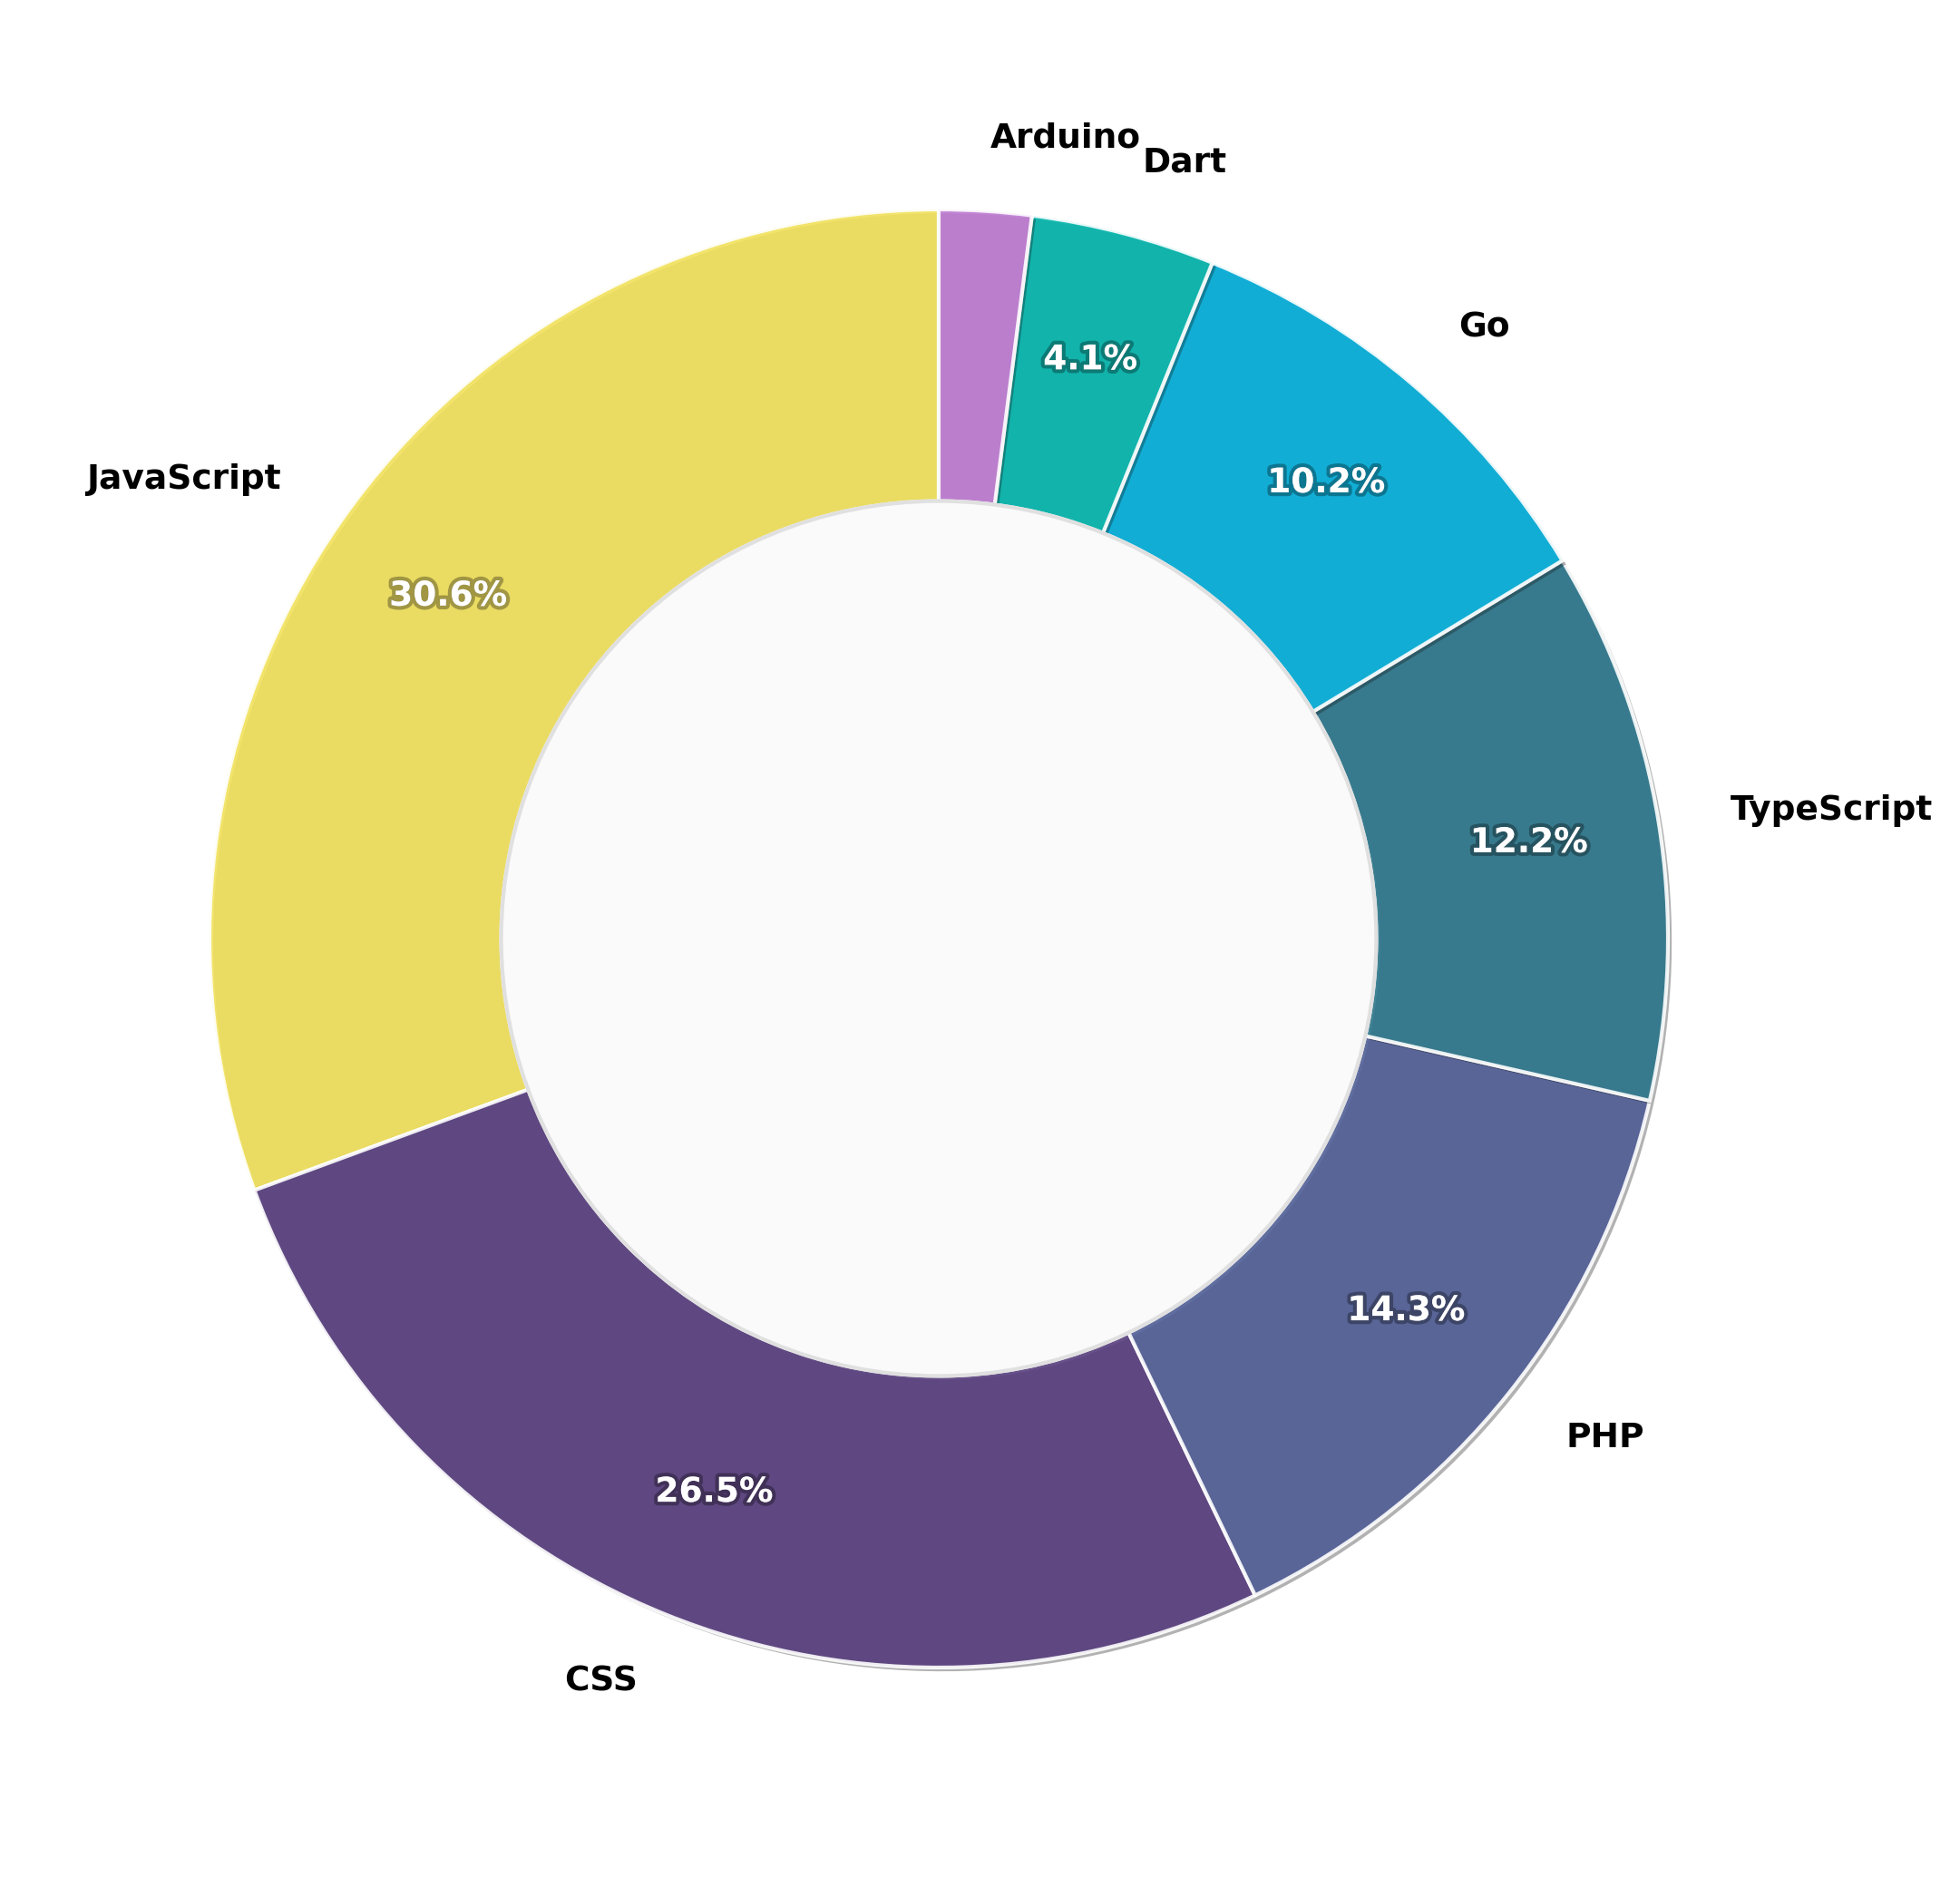 Arduino
Dart
4.1%
Go
10.2%
JavaScript
30.6%
TypeScript
12.2%
14.3%
PHP
26.5%
CSS